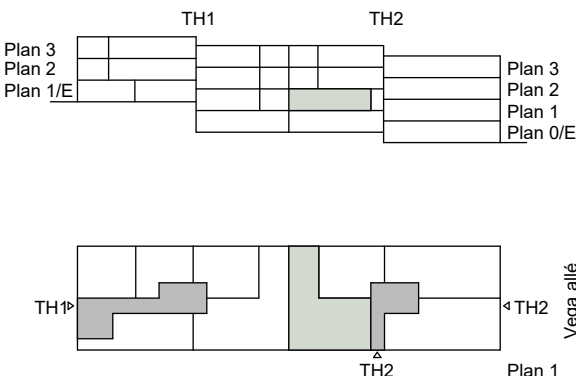 TH1 TH2
Plan 3
Plan 2
Plan 1/E
Plan 3
Plan 2
Plan 1
Plan 0/E
TH1
TH2
Vega allé
TH2
Plan 1